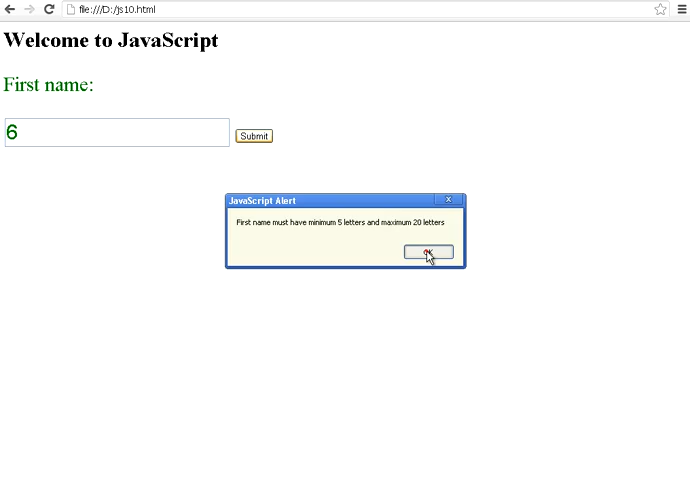 file:///D:/js10.html
Welcome to JavaScript
First name:
6 Submit
JavaScript Alert
First name must have minimum 5 letters and maximum 20 letters
OK